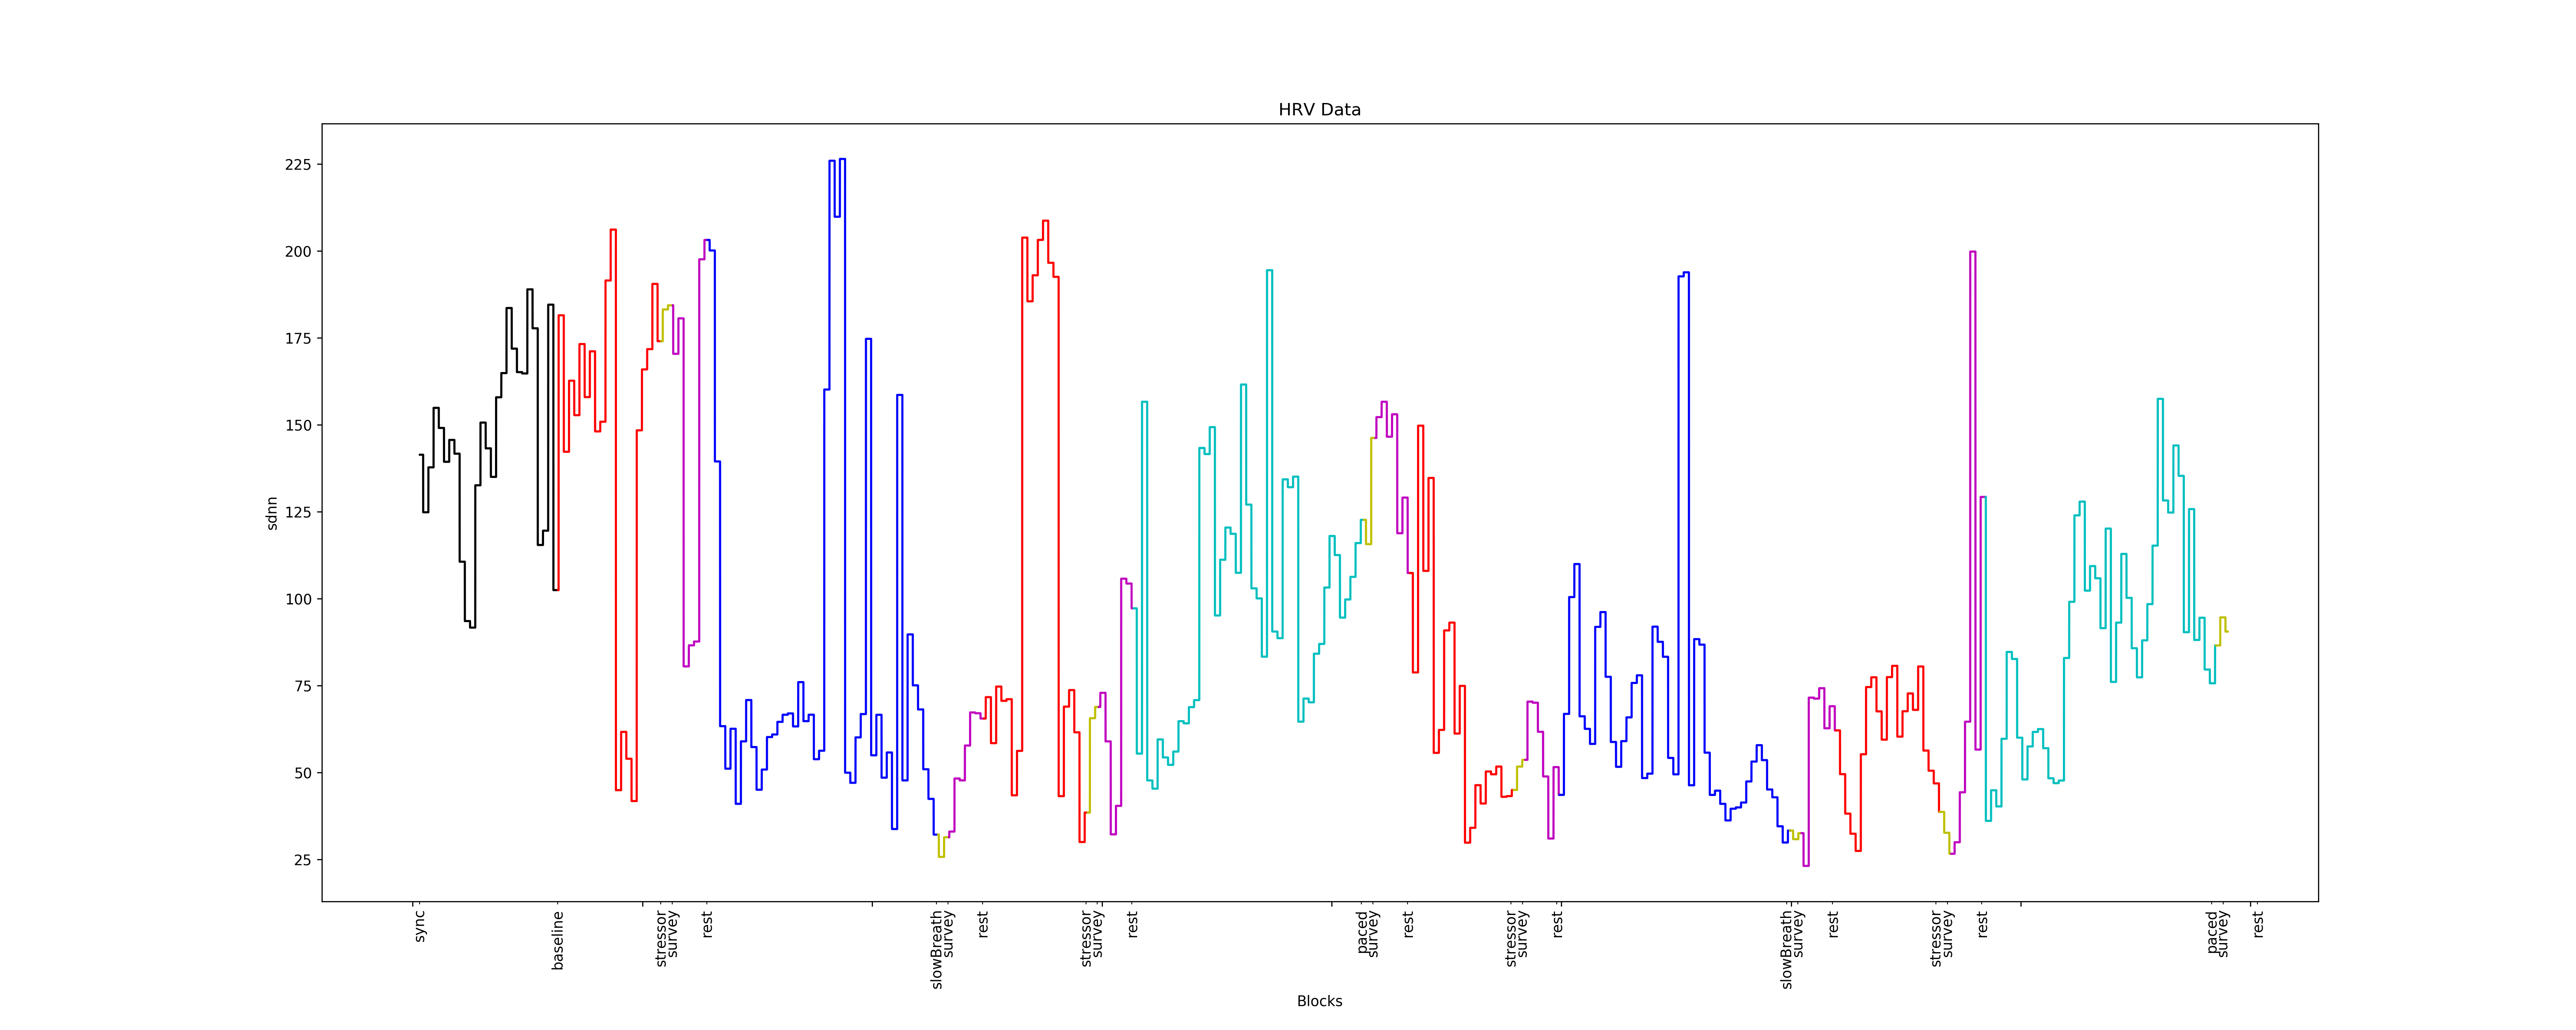 HRV Data
225
200
175
150
125
100
75
50
25
sdnn
sync
baseline
stressor
survey
rest
slowBreath
survey
rest
stressor
survey
rest
paced
survey
rest
stressor
survey
rest
slowBreath
survey
rest
stressor
survey
rest
paced
survey
rest
Blocks